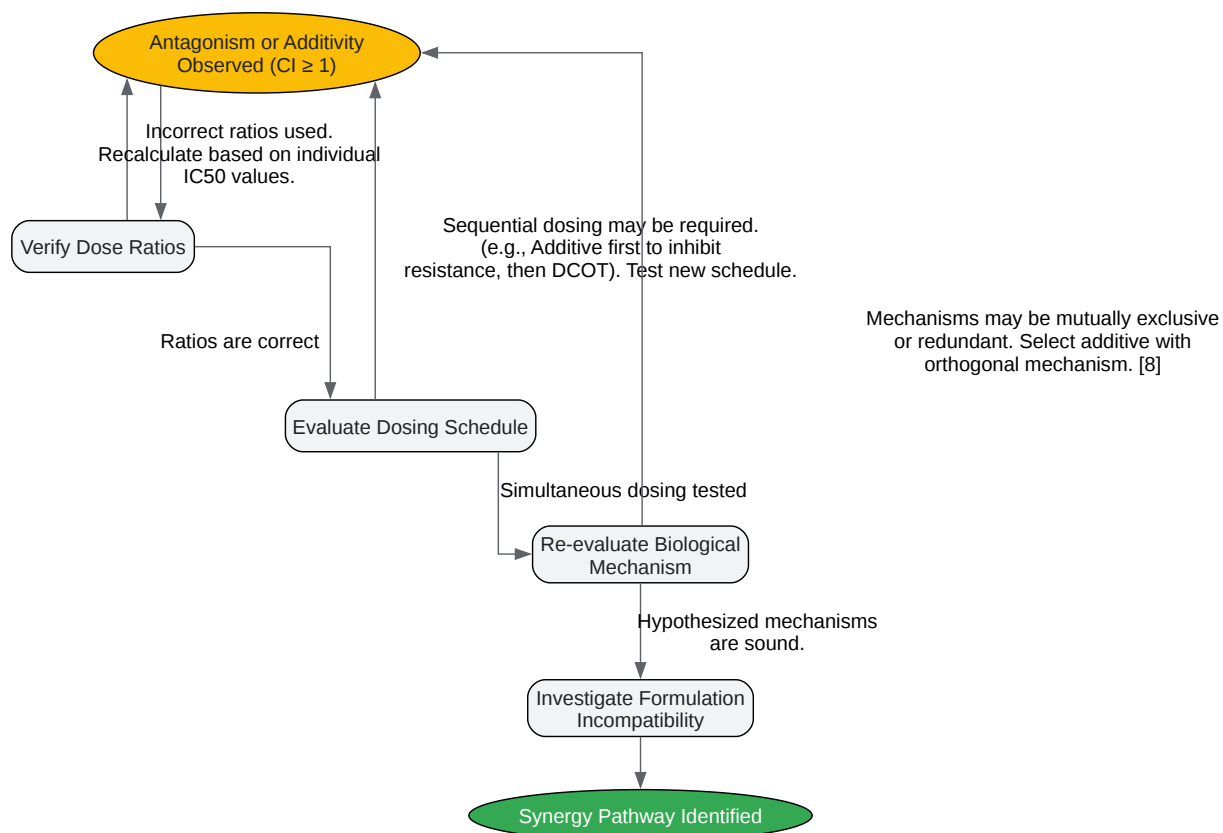 Antagonism or Additivity
Observed (CI ≥ 1)
Incorrect ratios used.
Recalculate based on individual
IC50 values.
Verify Dose Ratios
Sequential dosing may be required.
(e.g., Additive first to inhibit
resistance, then DCOT). Test new schedule.
Mechanisms may be mutually exclusive
or redundant. Select additive with
orthogonal mechanism. [8]
Ratios are correct
Evaluate Dosing Schedule
Simultaneous dosing tested
Re-evaluate Biological
Mechanism
Hypothesized mechanisms
are sound.
Investigate Formulation
Incompatibility
Synergy Pathway Identified